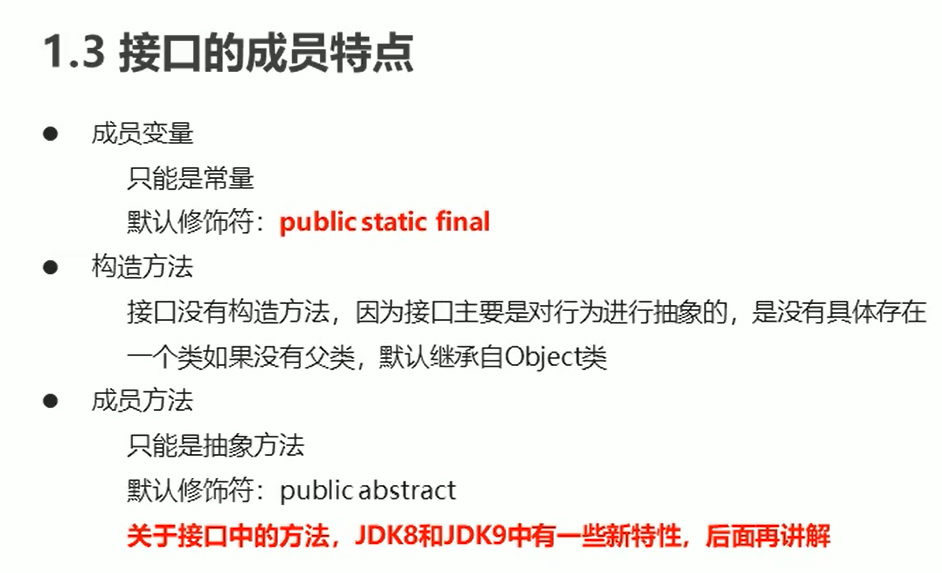 1.3 接口的成员特点
● 成员变量
只能是常量
默认修饰符：public static final
● 构造方法
接口没有构造方法，因为接口主要是对行为进行抽象的，是没有具体存在
一个类如果没有父类，默认继承自Object类
● 成员方法
只能是抽象方法
默认修饰符：public abstract
关于接口中的方法，JDK8和JDK9中有一些新特性，后面再讲解